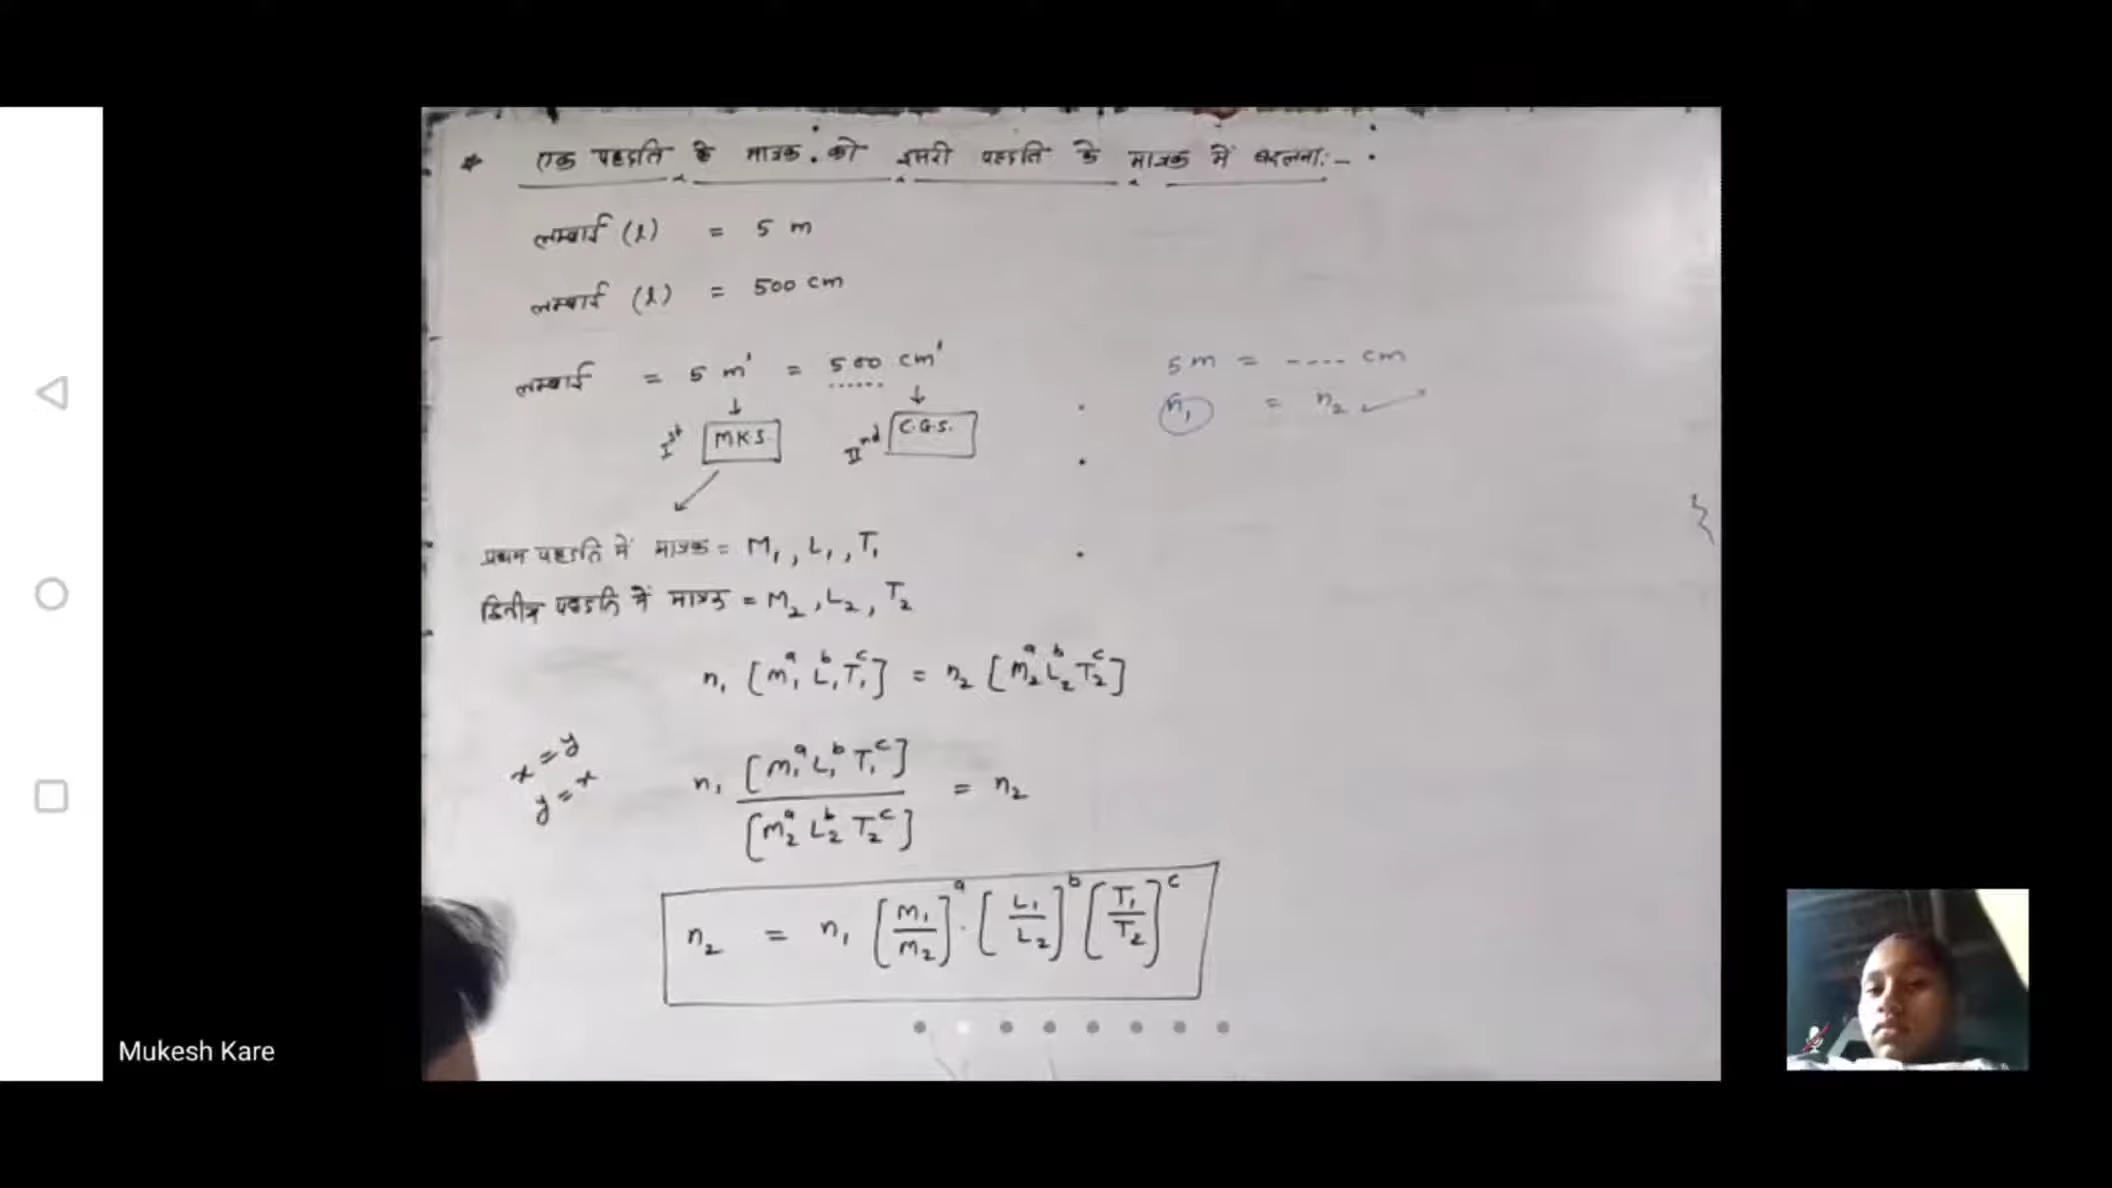 * एक पद्धति के मात्रक को दूसरी पद्धति के मात्रक में बदलना:-
लम्बाई (l) = 5 m
लम्बाई (l) = 500 cm
लम्बाई = 5 m¹ = 500 cm¹
5m = ---- cm
n₁ = n₂
Iˢᵗ M.K.S. IIⁿᵈ C.G.S.
प्रथम पद्धति में मात्रक = M₁, L₁, T₁
द्वितीय पद्धति में मात्रक = M₂, L₂, T₂
n₁ [M₁ᵃ L₁ᵇ T₁ᶜ] = n₂ [M₂ᵃ L₂ᵇ T₂ᶜ]
x = y
y = x
n₁ [M₁ᵃ L₁ᵇ T₁ᶜ] / [M₂ᵃ L₂ᵇ T₂ᶜ] = n₂
n₂ = n₁ [M₁/M₂]ᵃ . [L₁/L₂]ᵇ [T₁/T₂]ᶜ
Mukesh Kare